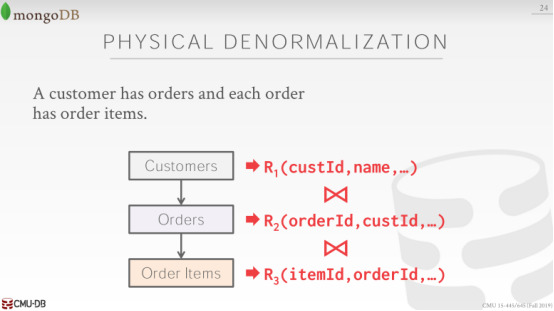 mongoDB
24
PHYSICAL DENORMALIZATION
A customer has orders and each order
has order items.
Customers
R1(custId,name,…)
⋈
Orders
R2(orderId,custId,…)
⋈
Order Items
R3(itemId,orderId,…)
CMU·DB
CMU 15-445/645 (Fall 2019)